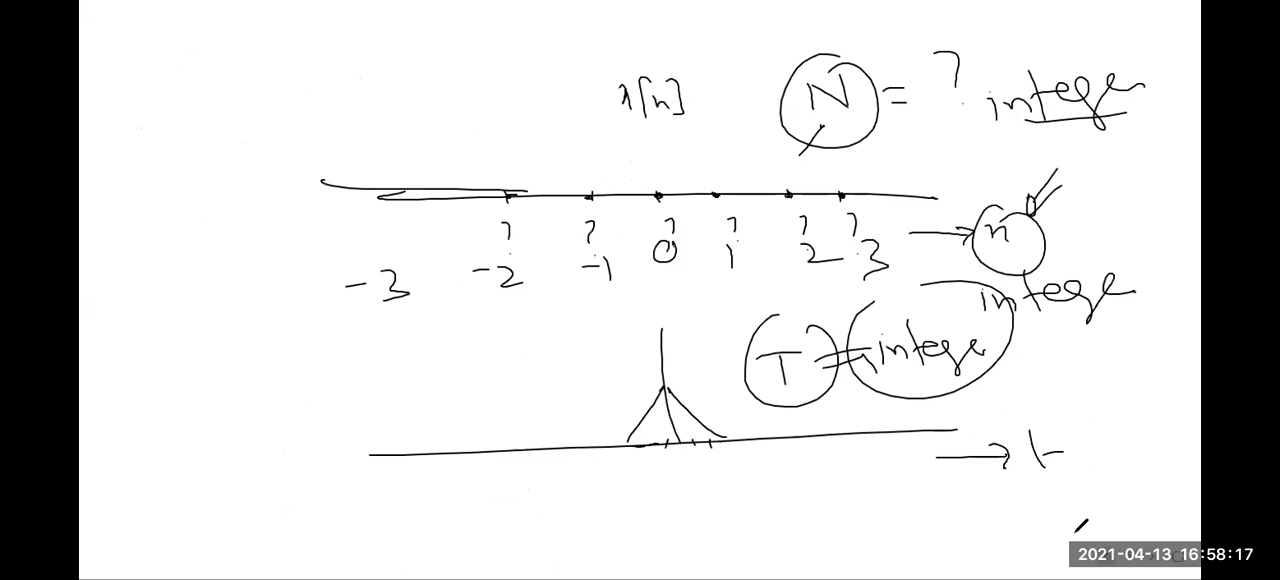 x[n] N = ? integer
? ? ? ? ? ?
-3 -2 -1 0 1 2 3 → n
integer
T ≠ integer
→ t
2021-04-13 16:58:17